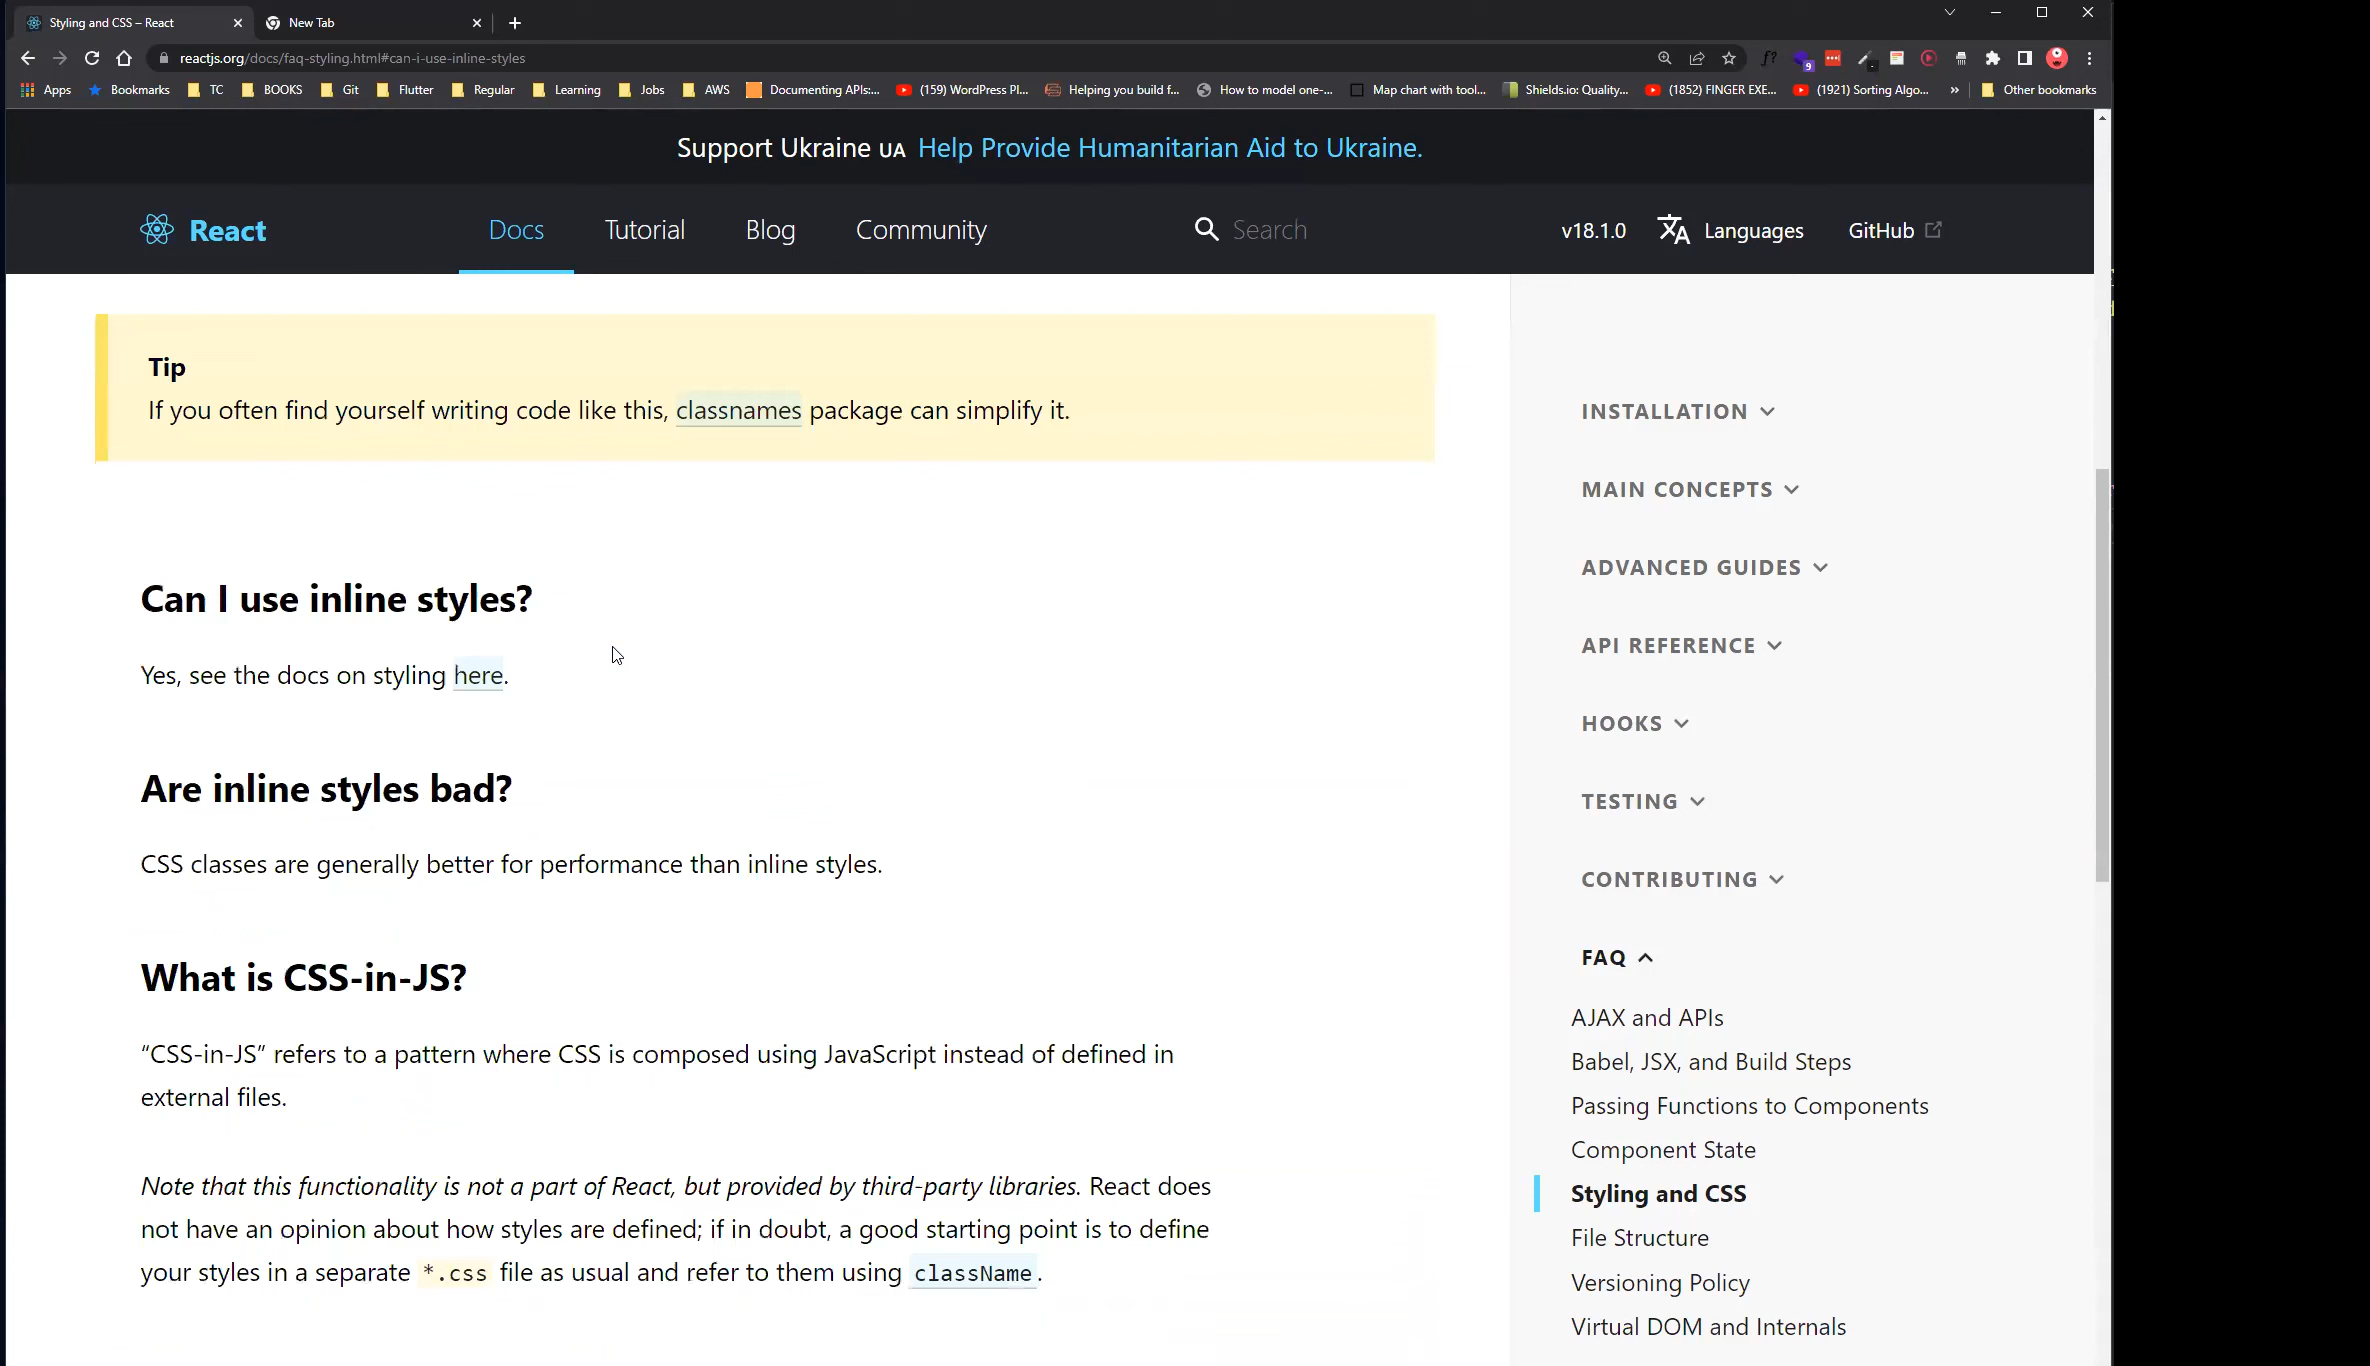 Styling and CSS – React
New Tab
reactjs.org/docs/faq-styling.html#can-i-use-inline-styles
9
Apps
Bookmarks
TC
BOOKS
Git
Flutter
Regular
Learning
Jobs
AWS
Documenting APIs:...
(159) WordPress Pl...
Helping you build f...
How to model one-...
Map chart with tool...
Shields.io: Quality...
(1852) FINGER EXE...
(1921) Sorting Algo...
»
Other bookmarks
Support Ukraine UA Help Provide Humanitarian Aid to Ukraine.
React
Docs
Tutorial
Blog
Community
Search
v18.1.0
Languages
GitHub
Tip
If you often find yourself writing code like this, classnames package can simplify it.
Can I use inline styles?
Yes, see the docs on styling here.
Are inline styles bad?
CSS classes are generally better for performance than inline styles.
What is CSS-in-JS?
“CSS-in-JS” refers to a pattern where CSS is composed using JavaScript instead of defined in
external files.
Note that this functionality is not a part of React, but provided by third-party libraries. React does
not have an opinion about how styles are defined; if in doubt, a good starting point is to define
your styles in a separate *.css file as usual and refer to them using className.
INSTALLATION
MAIN CONCEPTS
ADVANCED GUIDES
API REFERENCE
HOOKS
TESTING
CONTRIBUTING
FAQ
AJAX and APIs
Babel, JSX, and Build Steps
Passing Functions to Components
Component State
Styling and CSS
File Structure
Versioning Policy
Virtual DOM and Internals